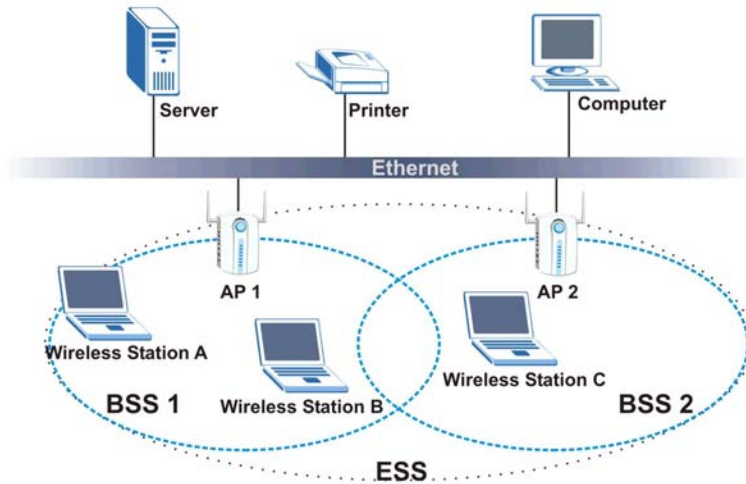 Server
Printer
Computer
Ethernet
AP 1
AP 2
Wireless Station A
Wireless Station B
Wireless Station C
BSS 1
BSS 2
ESS